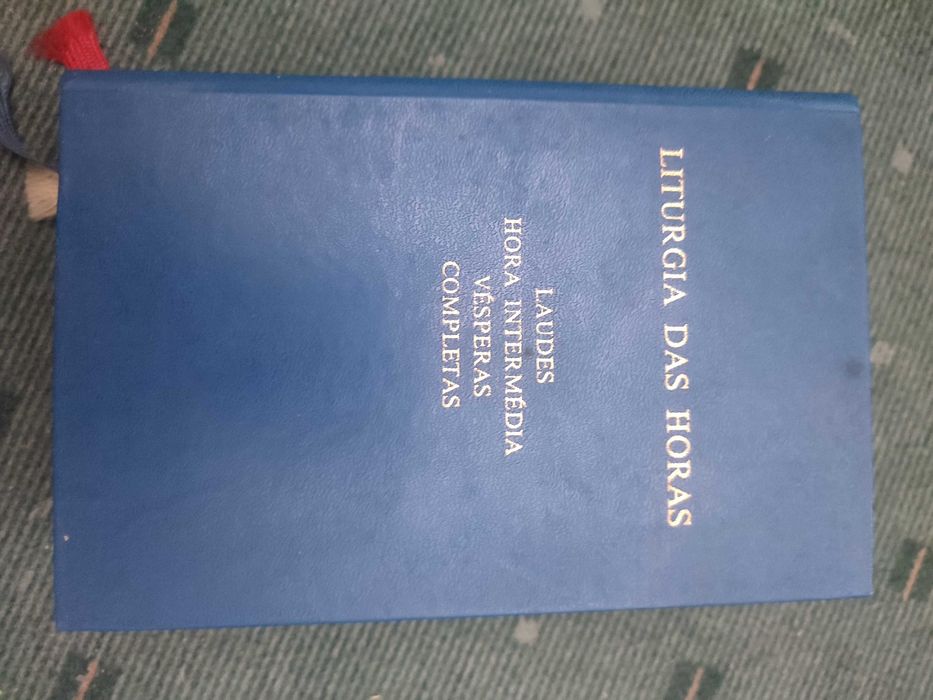 LITURGIA DAS HORAS
LAUDES
HORA INTERMÉDIA
VÉSPERAS
COMPLETAS